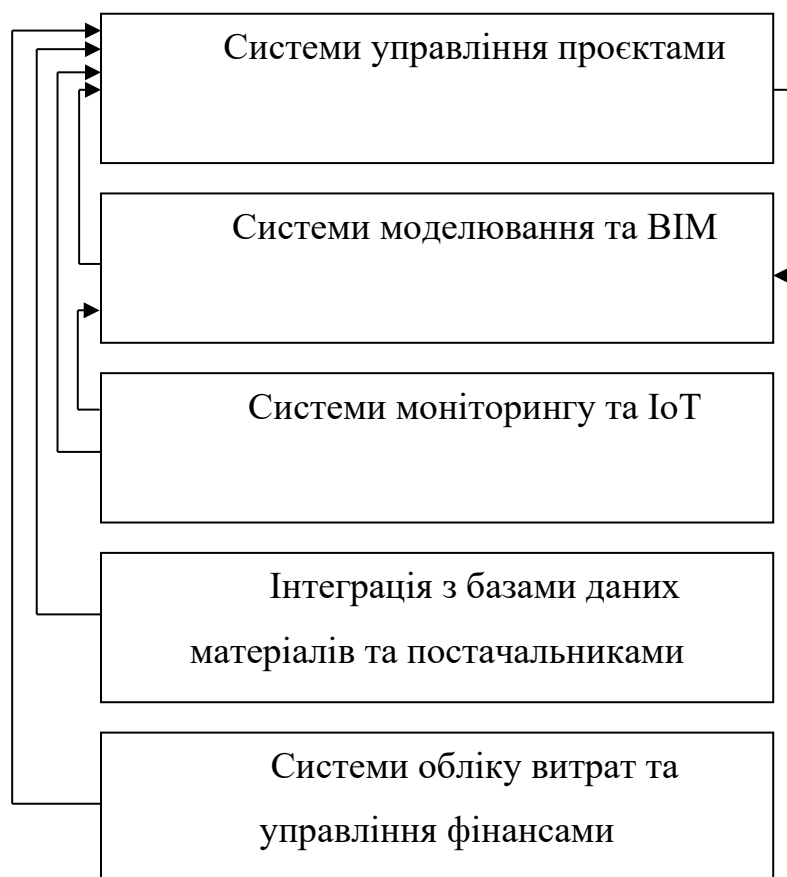 Системи управління проєктами
Системи моделювання та BIM
Системи моніторингу та IoT
Інтеграція з базами даних
матеріалів та постачальниками
Системи обліку витрат та
управління фінансами